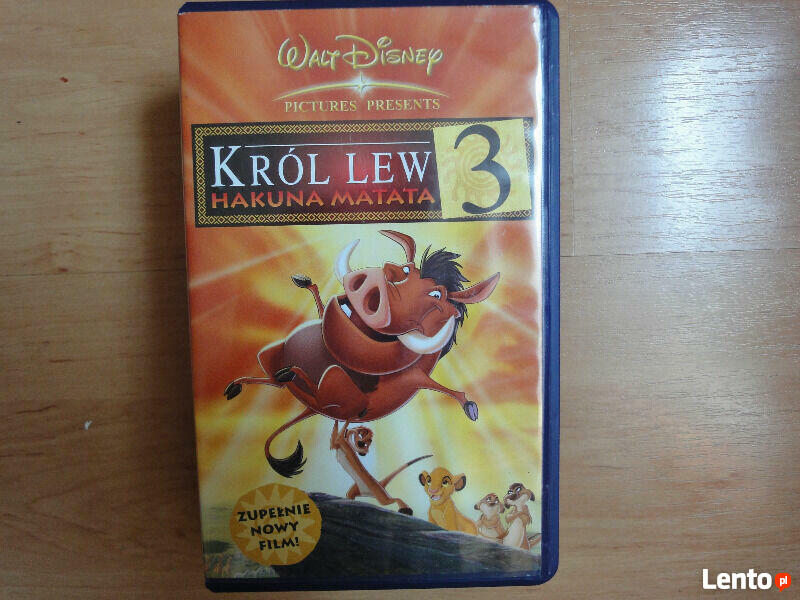 WALT DISNEY
PICTURES PRESENTS
KRÓL LEW 3
HAKUNA MATATA
ZUPEŁNIE
NOWY
FILM!
Lento.pl